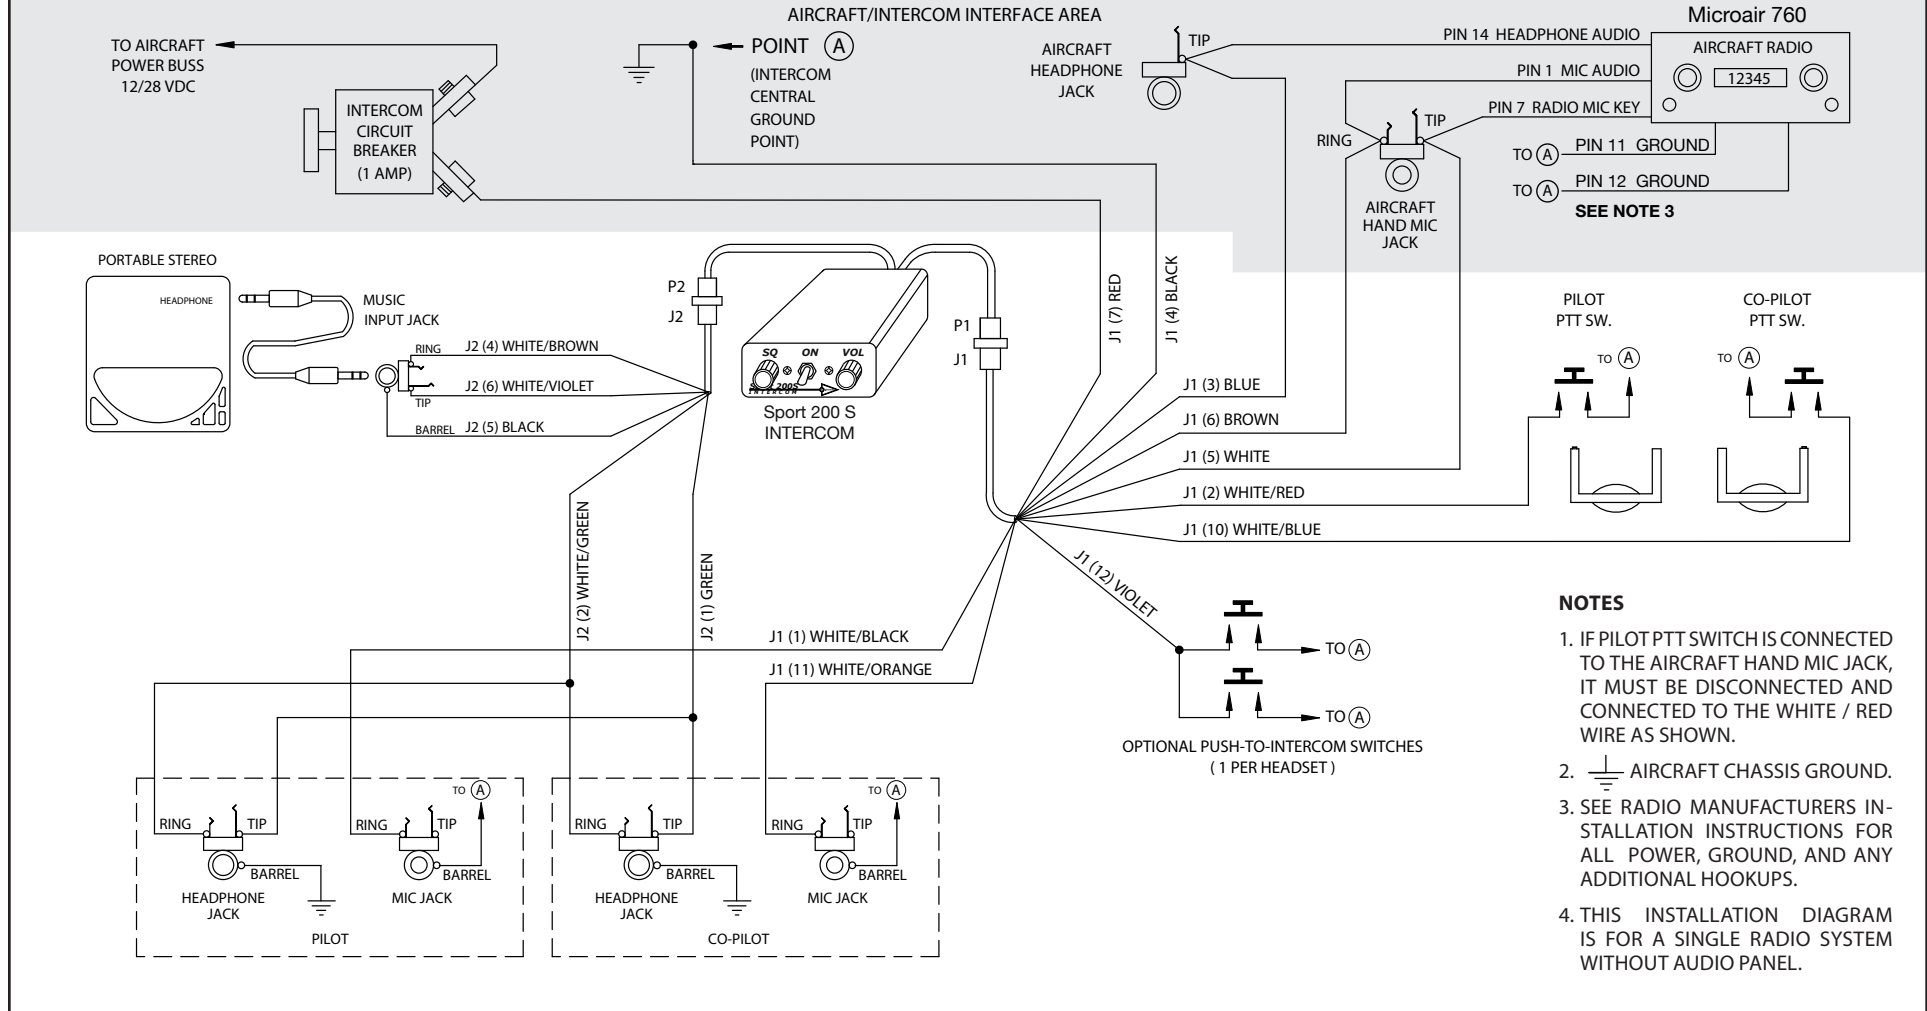 AIRCRAFT/INTERCOM INTERFACE AREA
Microair 760
TO AIRCRAFT
POWER BUSS
12/28 VDC
INTERCOM
CIRCUIT
BREAKER
(1 AMP)
POINT A
(INTERCOM
CENTRAL
GROUND
POINT)
AIRCRAFT
HEADPHONE
JACK
TIP
PIN 14 HEADPHONE AUDIO
PIN 1 MIC AUDIO
PIN 7 RADIO MIC KEY
AIRCRAFT RADIO
12345
RING
TIP
AIRCRAFT
HAND MIC
JACK
TO A PIN 11 GROUND
TO A PIN 12 GROUND
SEE NOTE 3
PORTABLE STEREO
HEADPHONE
MUSIC
INPUT JACK
RING
J2 (4) WHITE/BROWN
J2 (6) WHITE/VIOLET
TIP
BARREL
J2 (5) BLACK
P2
J2
SQ ON VOL
200S
INTERCOM
Sport 200 S
INTERCOM
P1
J1
J1 (7) RED
J1 (4) BLACK
J1 (3) BLUE
J1 (6) BROWN
J1 (5) WHITE
J1 (2) WHITE/RED
J1 (10) WHITE/BLUE
J1 (12) VIOLET
PILOT
PTT SW.
TO A
CO-PILOT
PTT SW.
TO A
J2 (2) WHITE/GREEN
J2 (1) GREEN
J1 (1) WHITE/BLACK
J1 (11) WHITE/ORANGE
TO A
TO A
OPTIONAL PUSH-TO-INTERCOM SWITCHES
( 1 PER HEADSET )
RING
TIP
BARREL
HEADPHONE
JACK
RING
TIP
TO A
BARREL
MIC JACK
PILOT
RING
TIP
BARREL
HEADPHONE
JACK
RING
TIP
TO A
BARREL
MIC JACK
CO-PILOT
NOTES
1. IF PILOT PTT SWITCH IS CONNECTED
TO THE AIRCRAFT HAND MIC JACK,
IT MUST BE DISCONNECTED AND
CONNECTED TO THE WHITE / RED
WIRE AS SHOWN.
2. AIRCRAFT CHASSIS GROUND.
3. SEE RADIO MANUFACTURERS IN-
STALLATION INSTRUCTIONS FOR
ALL POWER, GROUND, AND ANY
ADDITIONAL HOOKUPS.
4. THIS INSTALLATION DIAGRAM
IS FOR A SINGLE RADIO SYSTEM
WITHOUT AUDIO PANEL.